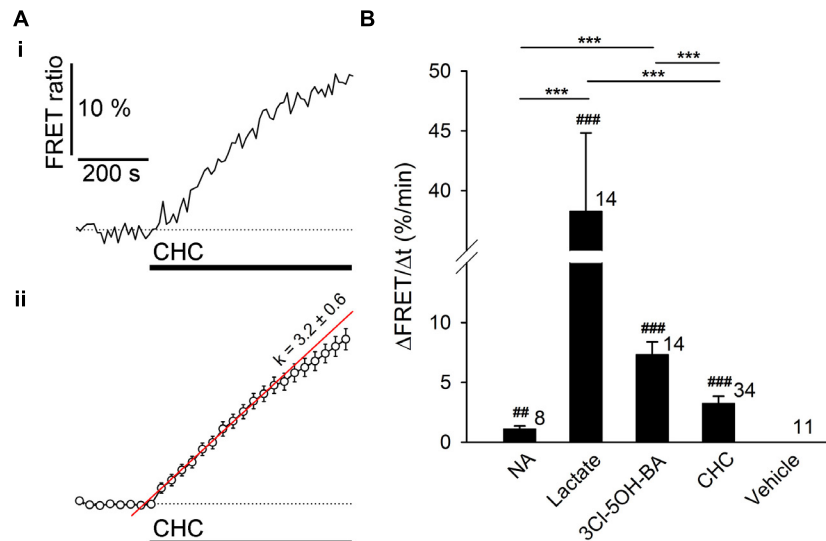 A
i
FRET ratio
10 %
200 s
CHC
ii
k = 3.2 ± 0.6
CHC
B
***
***
***
***
ΔFRET/Δt (%/min)
50
45
40
10
5
0
##
8
###
14
###
14
###
34
11
NA
Lactate
3Cl-5OH-BA
CHC
Vehicle